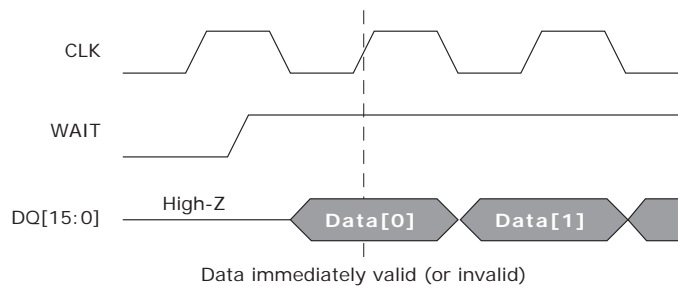 CLK
WAIT
High-Z
DQ[15:0]
Data[0]
Data[1]
Data immediately valid (or invalid)